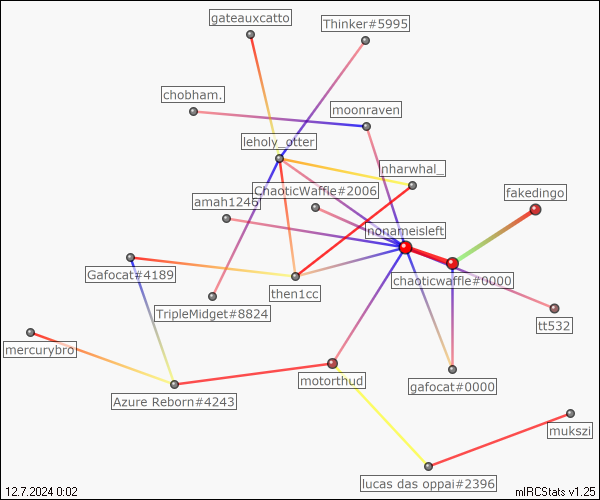 gateauxcatto
Thinker#5995
chobham.
moonraven
leholy_otter
nharwhal_
ChaoticWaffle#2006
fakedingo
amah1246
nonameisleft
Gafocat#4189
chaoticwaffle#0000
then1cc
TripleMidget#8824
tt532
mercurybro
motorthud
gafocat#0000
Azure Reborn#4243
mukszi
lucas das oppai#2396
12.7.2024 0:02
mIRCStats v1.25